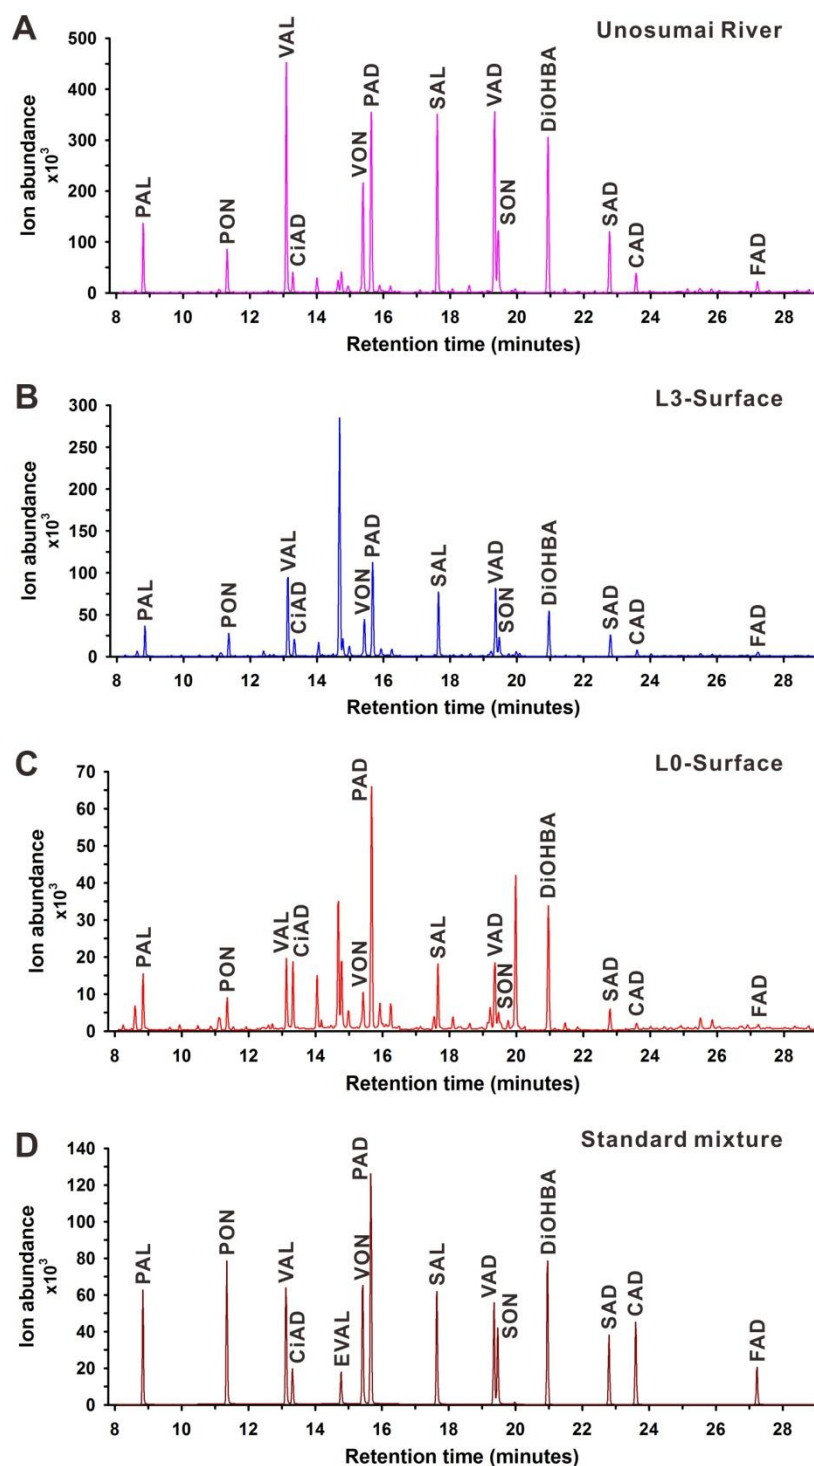 A
Unosumai River
500
400
300
200
100
0
Ion abundance
x10³
PAL
PON
VAL
CiAD
VON
PAD
SAL
VAD
SON
DiOHBA
SAD
CAD
FAD
8 10 12 14 16 18 20 22 24 26 28
Retention time (minutes)
B
L3-Surface
300
250
200
150
100
50
0
Ion abundance
x10³
PAL
PON
VAL
CiAD
VON
PAD
SAL
VAD
SON
DiOHBA
SAD
CAD
FAD
8 10 12 14 16 18 20 22 24 26 28
Retention time (minutes)
C
L0-Surface
70
60
50
40
30
20
10
0
Ion abundance
x10³
PAL
PON
VAL
CiAD
VON
PAD
SAL
VAD
SON
DiOHBA
SAD
CAD
FAD
8 10 12 14 16 18 20 22 24 26 28
Retention time (minutes)
D
Standard mixture
140
120
100
80
60
40
20
0
Ion abundance
x10³
PAL
PON
VAL
CiAD
EVAL
VON
PAD
SAL
VAD
SON
DiOHBA
SAD
CAD
FAD
8 10 12 14 16 18 20 22 24 26 28
Retention time (minutes)